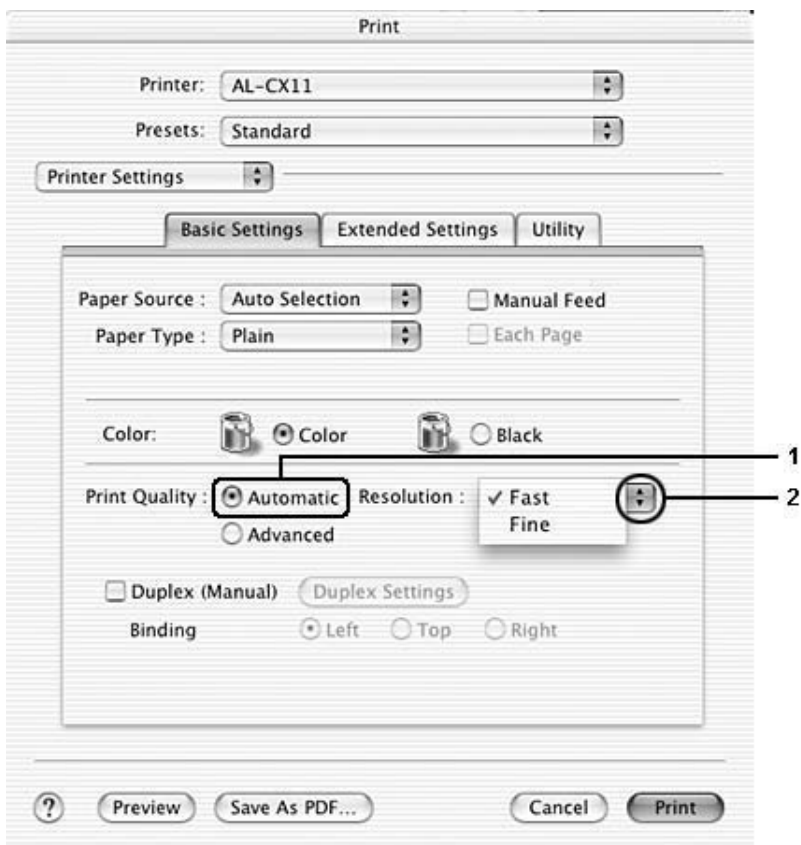 Print
Printer: AL-CX11
Presets: Standard
Printer Settings
Basic Settings Extended Settings Utility
Paper Source : Auto Selection Manual Feed
Paper Type : Plain Each Page
Color: Color Black
1
Print Quality : Automatic Resolution : ✓ Fast 2
Fine
Advanced
Duplex (Manual) Duplex Settings
Binding Left Top Right
? Preview Save As PDF... Cancel Print